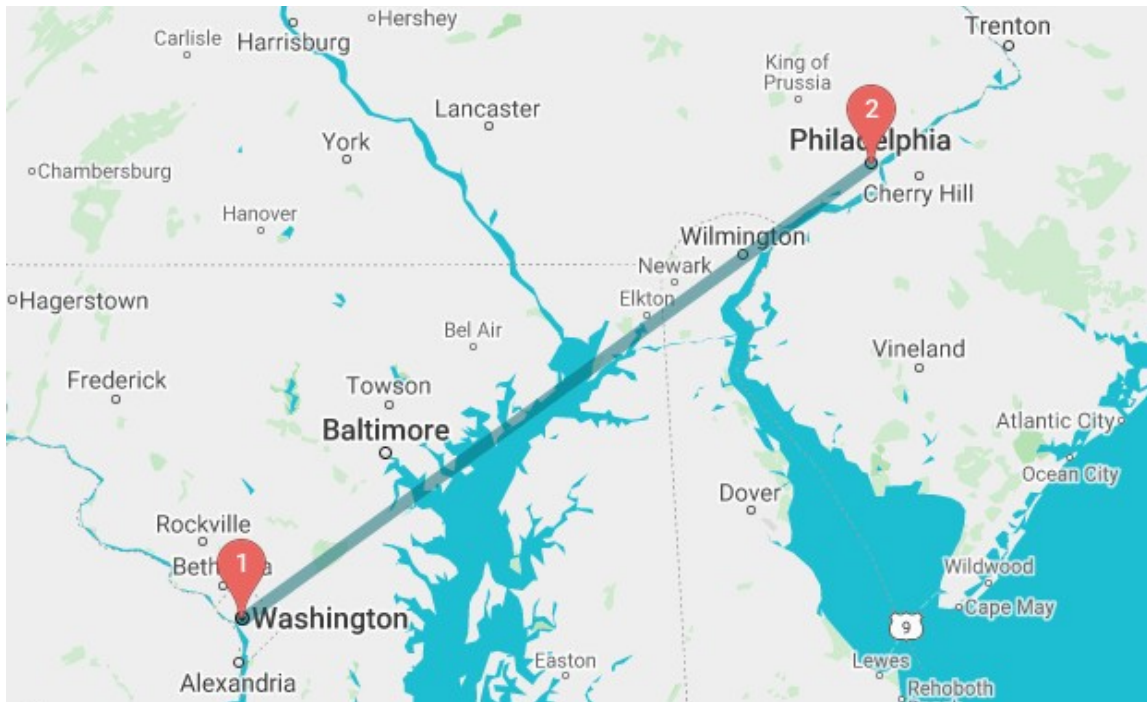 Hershey
Carlisle
Harrisburg
Trenton
King of
Prussia
Lancaster
2
York
Philadelphia
Chambersburg
Cherry Hill
Hanover
Wilmington
Newark
Hagerstown
Elkton
Bel Air
Vineland
Frederick
Towson
Atlantic City
Baltimore
Ocean City
Dover
Rockville
1
Wildwood
Cape May
Washington
9
Easton
Lewes
Alexandria
Rehoboth